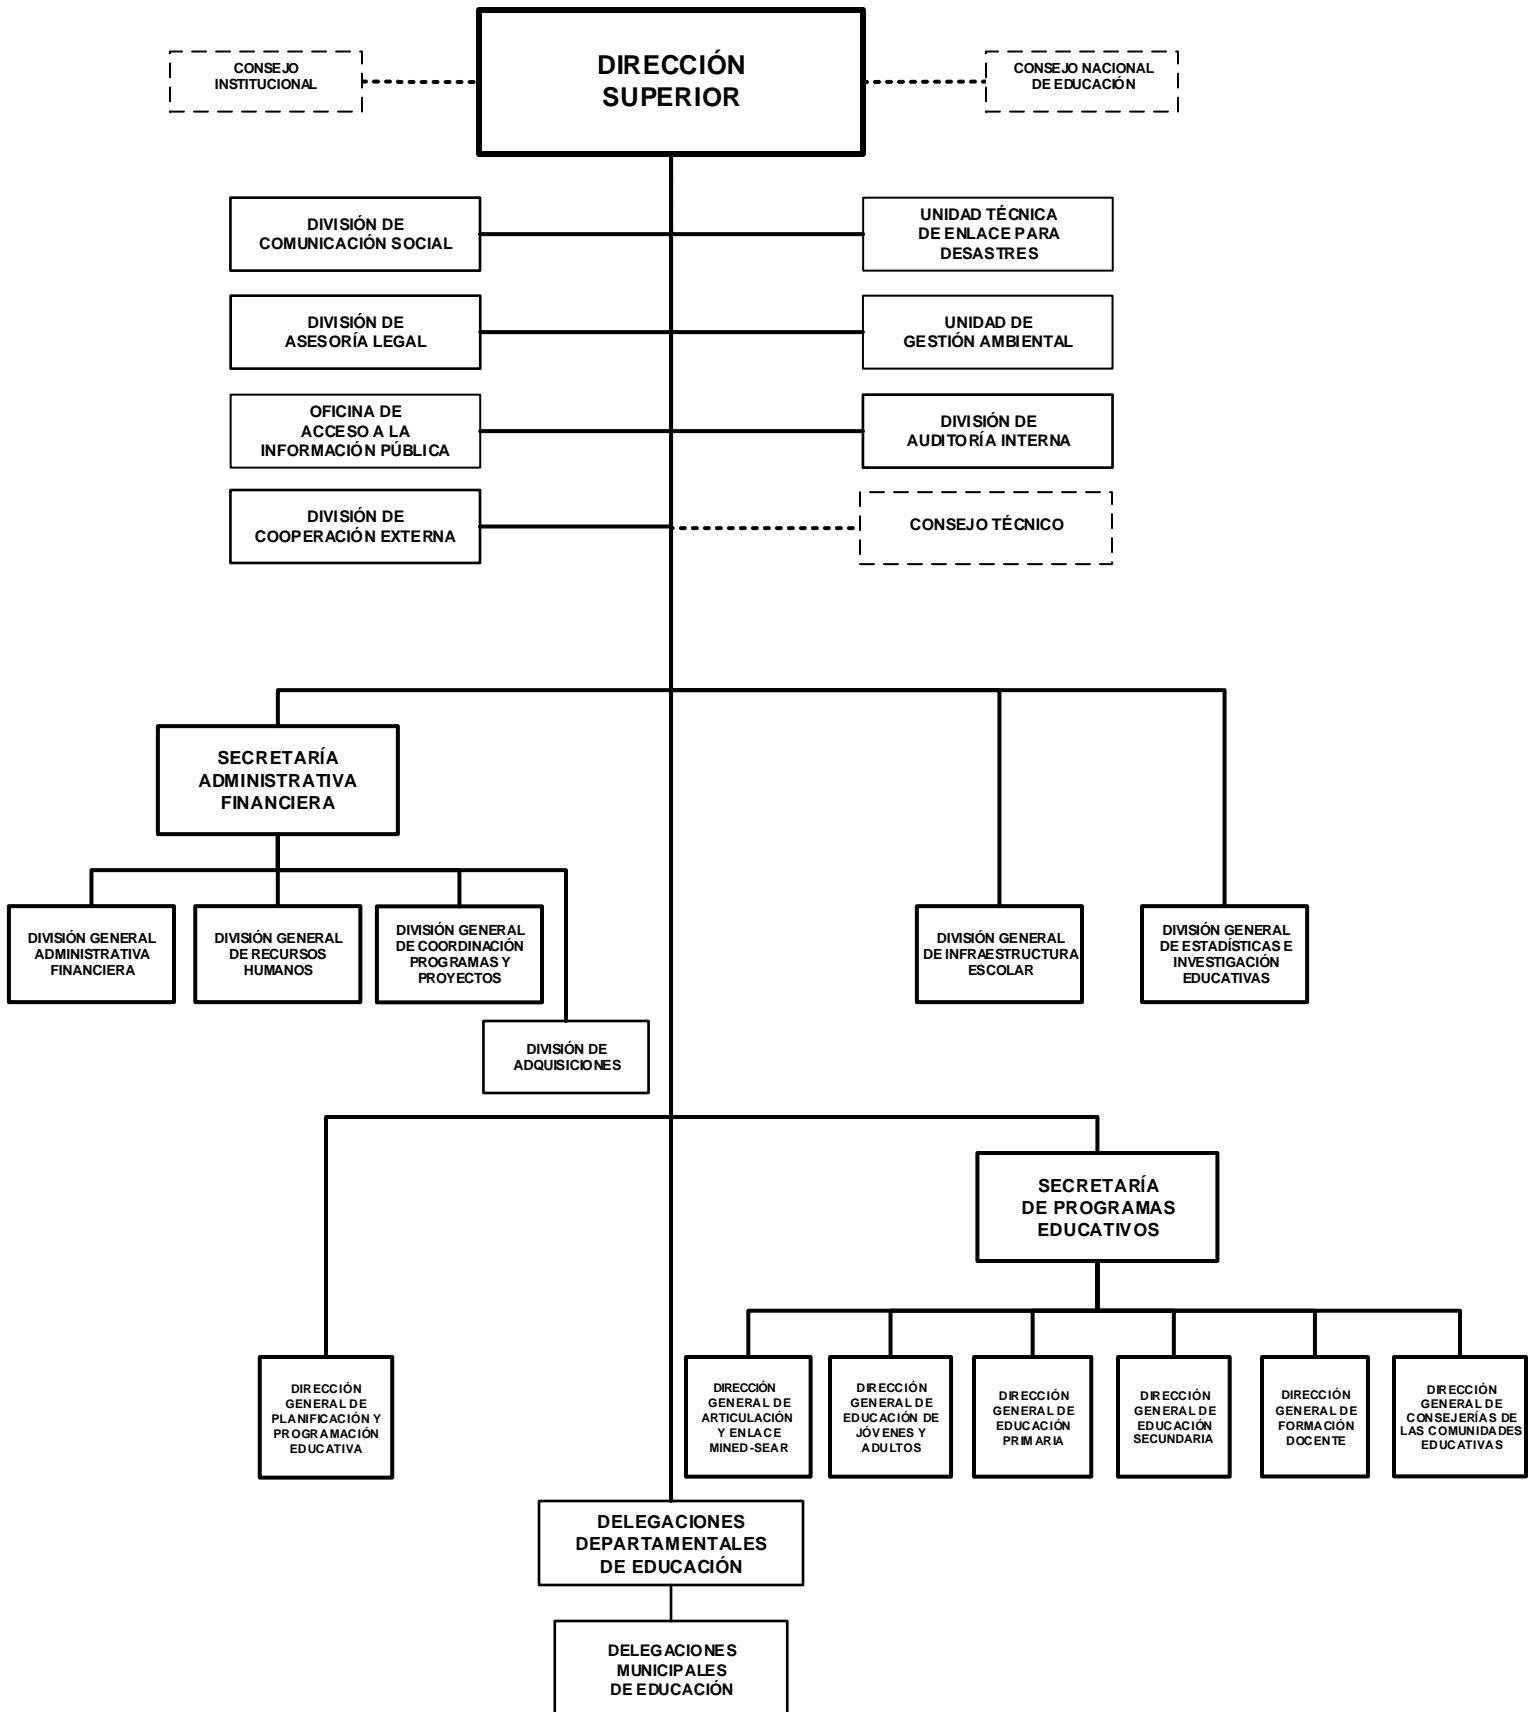 CONSEJO
INSTITUCIONAL
DIRECCIÓN
SUPERIOR
CONSEJO NACIONAL
DE EDUCACIÓN
DIVISIÓN DE
COMUNICACIÓN SOCIAL
UNIDAD TÉCNICA
DE ENLACE PARA
DESASTRES
DIVISIÓN DE
ASESORÍA LEGAL
UNIDAD DE
GESTIÓN AMBIENTAL
OFICINA DE
ACCESO A LA
INFORMACIÓN PÚBLICA
DIVISIÓN DE
AUDITORÍA INTERNA
DIVISIÓN DE
COOPERACIÓN EXTERNA
CONSEJO TÉCNICO
SECRETARÍA
ADMINISTRATIVA
FINANCIERA
DIVISIÓN GENERAL
ADMINISTRATIVA
FINANCIERA
DIVISIÓN GENERAL
DE RECURSOS
HUMANOS
DIVISIÓN GENERAL
DE COORDINACIÓN
PROGRAMAS Y
PROYECTOS
DIVISIÓN GENERAL
DE INFRAESTRUCTURA
ESCOLAR
DIVISIÓN GENERAL
DE ESTADÍSTICAS E
INVESTIGACIÓN
EDUCATIVAS
DIVISIÓN DE
ADQUISICIONES
SECRETARÍA
DE PROGRAMAS
EDUCATIVOS
DIRECCIÓN
GENERAL DE
PLANIFICACIÓN Y
PROGRAMACIÓN
EDUCATIVA
DIRECCIÓN
GENERAL DE
ARTICULACIÓN
Y ENLACE
MINED-SEAR
DIRECCIÓN
GENERAL DE
EDUCACIÓN DE
JÓVENES Y
ADULTOS
DIRECCIÓN
GENERAL DE
EDUCACIÓN
PRIMARIA
DIRECCIÓN
GENERAL DE
EDUCACIÓN
SECUNDARIA
DIRECCIÓN
GENERAL DE
FORMACIÓN
DOCENTE
DIRECCIÓN
GENERAL DE
CONSEJERÍAS DE
LAS COMUNIDADES
EDUCATIVAS
DELEGACIONES
DEPARTAMENTALES
DE EDUCACIÓN
DELEGACIONES
MUNICIPALES
DE EDUCACIÓN